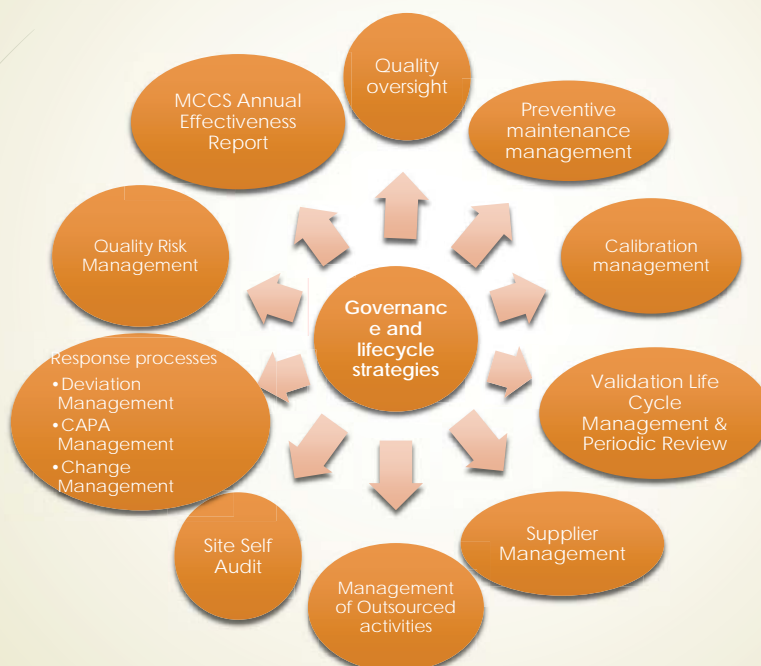 Quality
oversight
Preventive
maintenance
management
Calibration
management
Validation Life
Cycle
Management &
Periodic Review
Supplier
Management
Management
of Outsourced
activities
Site Self
Audit
Response processes
•Deviation
Management
•CAPA
Management
•Change
Management
Quality Risk
Management
MCCS Annual
Effectiveness
Report
Governanc
e and
lifecycle
strategies